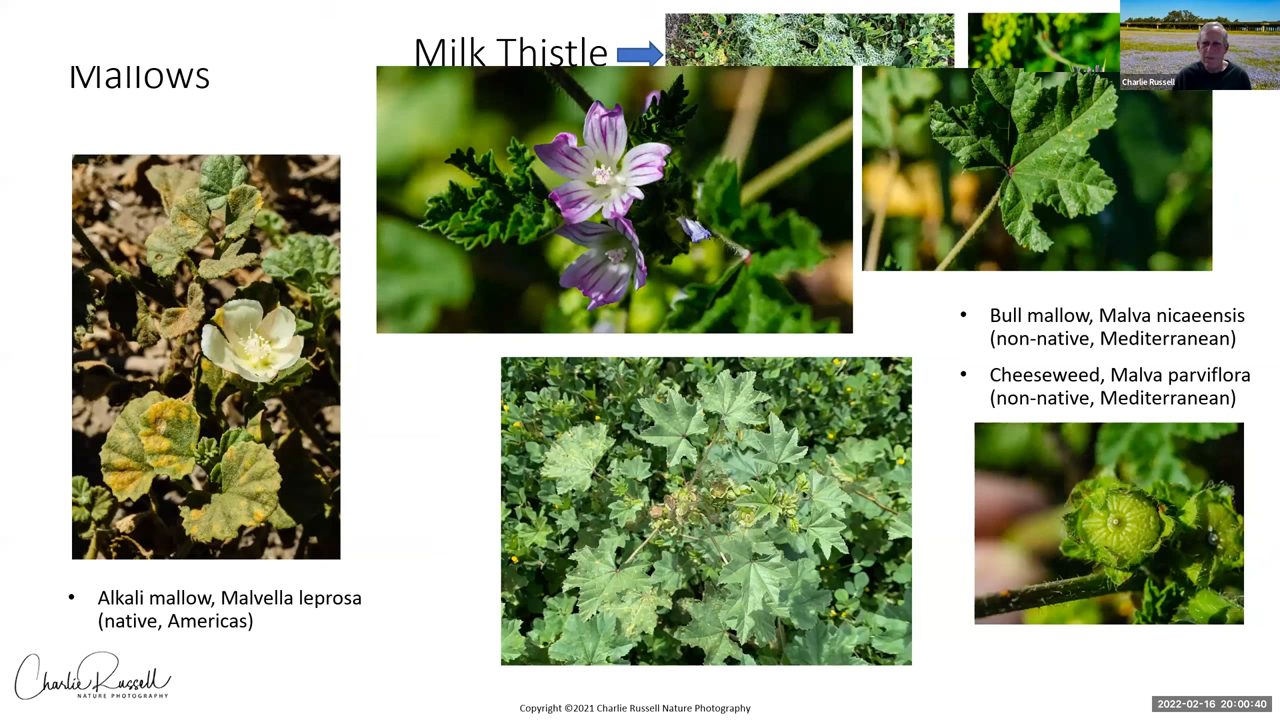 Milk Thistle
Mallows
Charlie Russell
• Bull mallow, Malva nicaeensis
(non-native, Mediterranean)
• Cheeseweed, Malva parviflora
(non-native, Mediterranean)
• Alkali mallow, Malvella leprosa
(native, Americas)
Charlie Russell
NATURE PHOTOGRAPHY
Copyright ©2021 Charlie Russell Nature Photography
2022-02-16 20:00:40